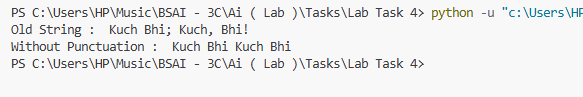 PS C:\Users\HP\Music\BSAI - 3C\Ai ( Lab )\Tasks\Lab Task 4> python -u "c:\Users\HP
Old String :  Kuch Bhi; Kuch, Bhi!
Without Punctuation :  Kuch Bhi Kuch Bhi
PS C:\Users\HP\Music\BSAI - 3C\Ai ( Lab )\Tasks\Lab Task 4>